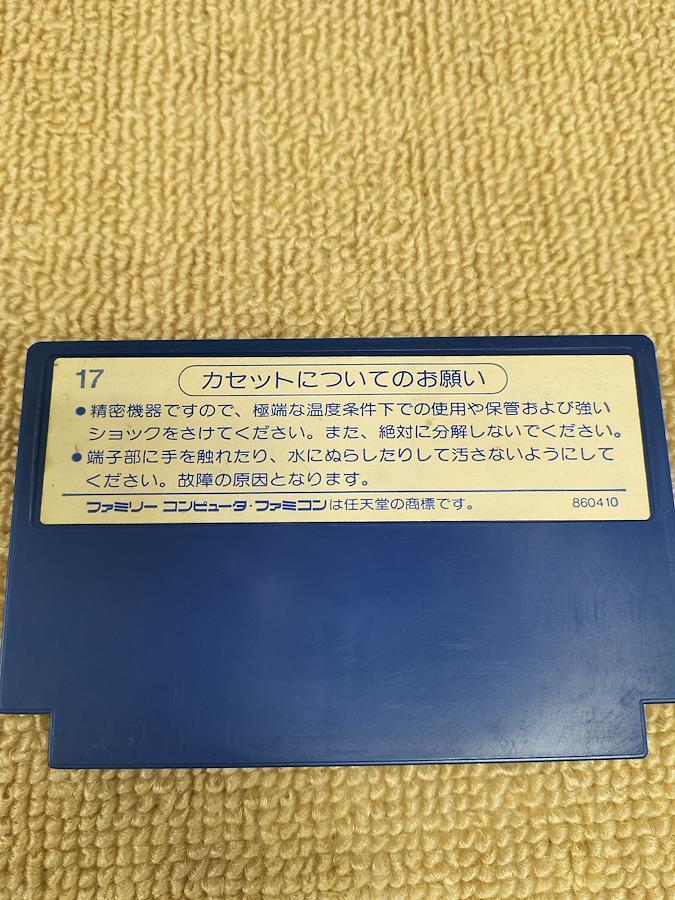 17
カセットについてのお願い
●精密機器ですので、極端な温度条件下での使用や保管および強い
ショックをさけてください。また、絶対に分解しないでください。
●端子部に手を触れたり、水にぬらしたりして汚さないようにして
ください。故障の原因となります。
ファミリーコンピュータ・ファミコンは任天堂の商標です。 860410